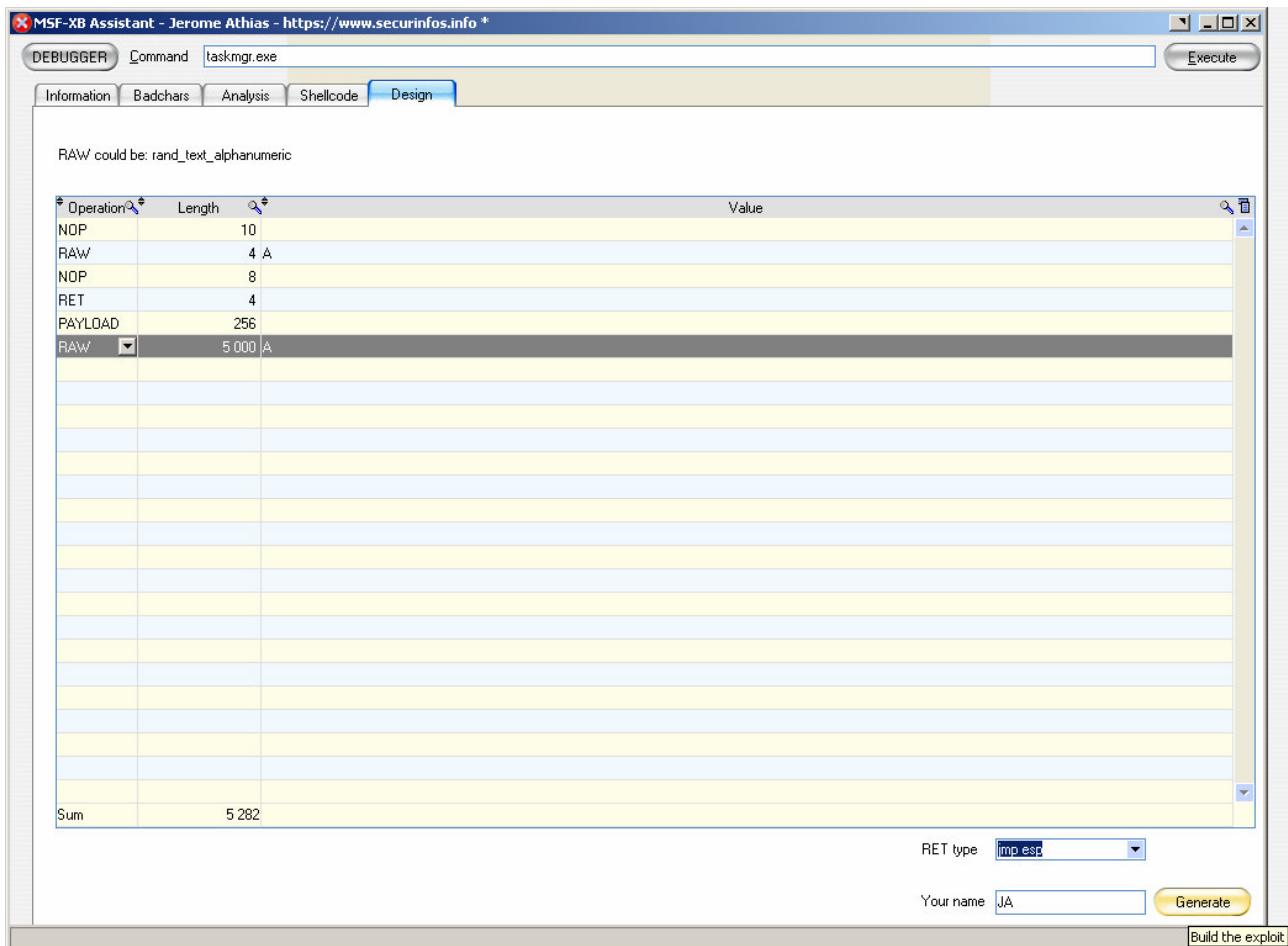 MSF-XB Assistant - Jerome Athias - https://www.securinfos.info *
DEBUGGER Command taskmgr.exe Execute
Information Badchars Analysis Shellcode Design
RAW could be: rand_text_alphanumeric
Operation Length Value
NOP 10
RAW 4 A
NOP 8
RET 4
PAYLOAD 256
RAW 5 000 A
Sum 5 282
RET type jmp esp
Your name JA Generate
Build the exploit